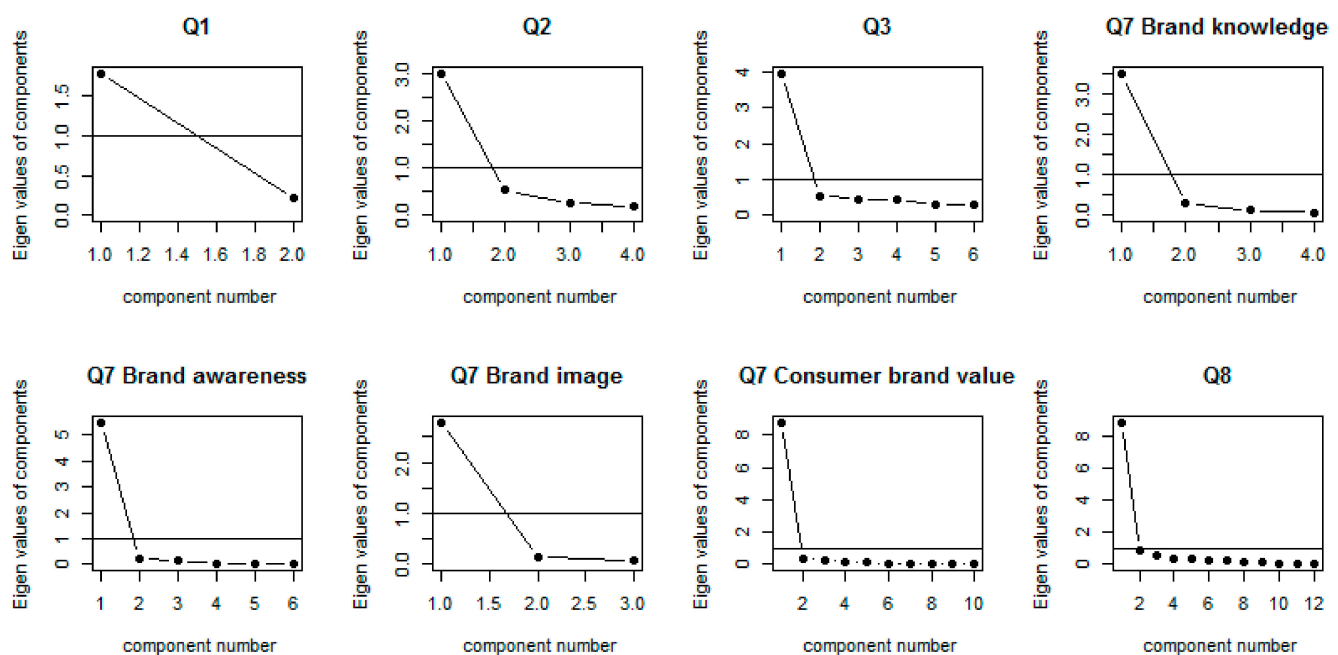 Q1
Eigen values of components
0.0 0.5 1.0 1.5
1.0 1.2 1.4 1.6 1.8 2.0
component number
Q2
Eigen values of components
0.0 1.0 2.0 3.0
1.0 2.0 3.0 4.0
component number
Q3
Eigen values of components
0 1 2 3 4
1 2 3 4 5 6
component number
Q7 Brand knowledge
Eigen values of components
0.0 1.0 2.0 3.0
1.0 2.0 3.0 4.0
component number
Q7 Brand awareness
Eigen values of components
0 1 2 3 4 5
1 2 3 4 5 6
component number
Q7 Brand image
Eigen values of components
0.0 1.0 2.0
1.0 1.5 2.0 2.5 3.0
component number
Q7 Consumer brand value
Eigen values of components
0 2 4 6 8
2 4 6 8 10
component number
Q8
Eigen values of components
0 2 4 6 8
2 4 6 8 10 12
component number